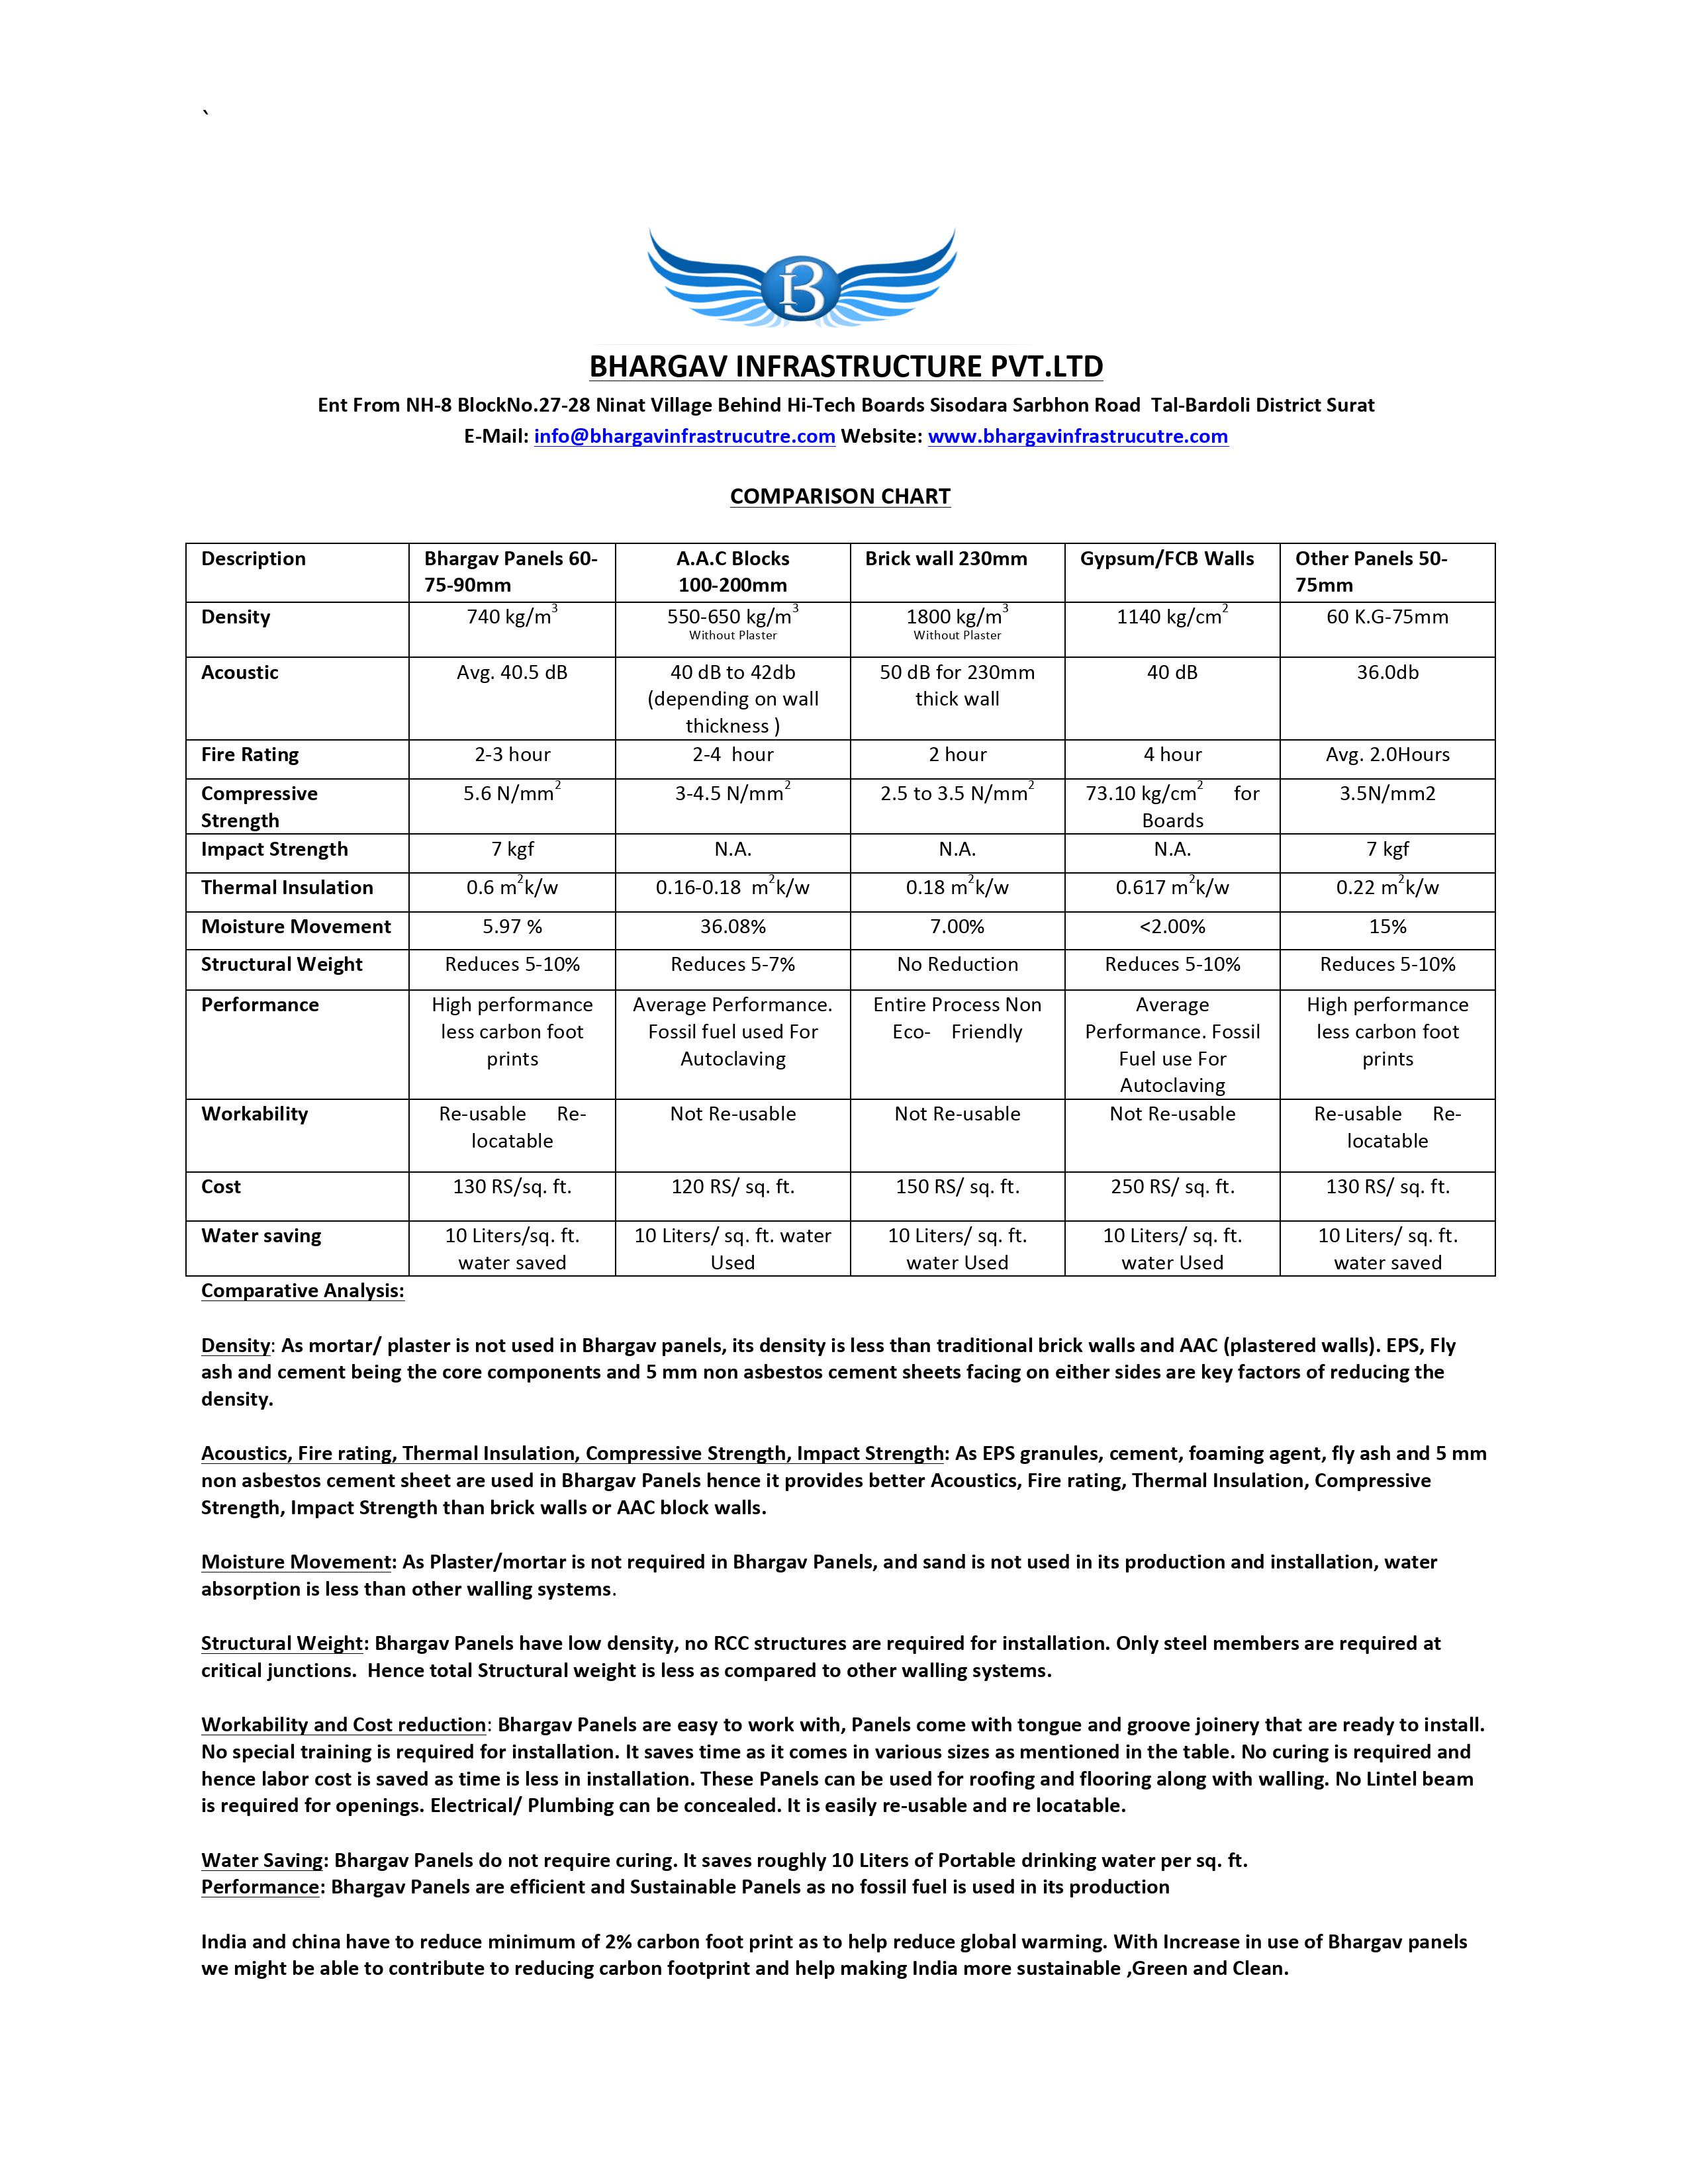 `
B
BHARGAV INFRASTRUCTURE PVT.LTD
Ent From NH-8 BlockNo.27-28 Ninat Village Behind Hi-Tech Boards Sisodara Sarbhon Road  Tal-Bardoli District Surat
E-Mail: info@bhargavinfrastrucutre.com Website: www.bhargavinfrastrucutre.com
COMPARISON CHART
Description | Bhargav Panels 60-75-90mm | A.A.C Blocks 100-200mm | Brick wall 230mm | Gypsum/FCB Walls | Other Panels 50-75mm
Density | 740 kg/m³ | 550-650 kg/m³ Without Plaster | 1800 kg/m³ Without Plaster | 1140 kg/cm² | 60 K.G-75mm
Acoustic | Avg. 40.5 dB | 40 dB to 42db (depending on wall thickness ) | 50 dB for 230mm thick wall | 40 dB | 36.0db
Fire Rating | 2-3 hour | 2-4  hour | 2 hour | 4 hour | Avg. 2.0Hours
Compressive Strength | 5.6 N/mm² | 3-4.5 N/mm² | 2.5 to 3.5 N/mm² | 73.10 kg/cm² for Boards | 3.5N/mm2
Impact Strength | 7 kgf | N.A. | N.A. | N.A. | 7 kgf
Thermal Insulation | 0.6 m²k/w | 0.16-0.18  m²k/w | 0.18 m²k/w | 0.617 m²k/w | 0.22 m²k/w
Moisture Movement | 5.97 % | 36.08% | 7.00% | <2.00% | 15%
Structural Weight | Reduces 5-10% | Reduces 5-7% | No Reduction | Reduces 5-10% | Reduces 5-10%
Performance | High performance less carbon foot prints | Average Performance. Fossil fuel used For Autoclaving | Entire Process Non Eco- Friendly | Average Performance. Fossil Fuel use For Autoclaving | High performance less carbon foot prints
Workability | Re-usable Re-locatable | Not Re-usable | Not Re-usable | Not Re-usable | Re-usable Re-locatable
Cost | 130 RS/sq. ft. | 120 RS/ sq. ft. | 150 RS/ sq. ft. | 250 RS/ sq. ft. | 130 RS/ sq. ft.
Water saving | 10 Liters/sq. ft. water saved | 10 Liters/ sq. ft. water Used | 10 Liters/ sq. ft. water Used | 10 Liters/ sq. ft. water Used | 10 Liters/ sq. ft. water saved
Comparative Analysis:
Density: As mortar/ plaster is not used in Bhargav panels, its density is less than traditional brick walls and AAC (plastered walls). EPS, Fly
ash and cement being the core components and 5 mm non asbestos cement sheets facing on either sides are key factors of reducing the
density.
Acoustics, Fire rating, Thermal Insulation, Compressive Strength, Impact Strength: As EPS granules, cement, foaming agent, fly ash and 5 mm
non asbestos cement sheet are used in Bhargav Panels hence it provides better Acoustics, Fire rating, Thermal Insulation, Compressive
Strength, Impact Strength than brick walls or AAC block walls.
Moisture Movement: As Plaster/mortar is not required in Bhargav Panels, and sand is not used in its production and installation, water
absorption is less than other walling systems.
Structural Weight: Bhargav Panels have low density, no RCC structures are required for installation. Only steel members are required at
critical junctions.  Hence total Structural weight is less as compared to other walling systems.
Workability and Cost reduction: Bhargav Panels are easy to work with, Panels come with tongue and groove joinery that are ready to install.
No special training is required for installation. It saves time as it comes in various sizes as mentioned in the table. No curing is required and
hence labor cost is saved as time is less in installation. These Panels can be used for roofing and flooring along with walling. No Lintel beam
is required for openings. Electrical/ Plumbing can be concealed. It is easily re-usable and re locatable.
Water Saving: Bhargav Panels do not require curing. It saves roughly 10 Liters of Portable drinking water per sq. ft.
Performance: Bhargav Panels are efficient and Sustainable Panels as no fossil fuel is used in its production
India and china have to reduce minimum of 2% carbon foot print as to help reduce global warming. With Increase in use of Bhargav panels
we might be able to contribute to reducing carbon footprint and help making India more sustainable ,Green and Clean.